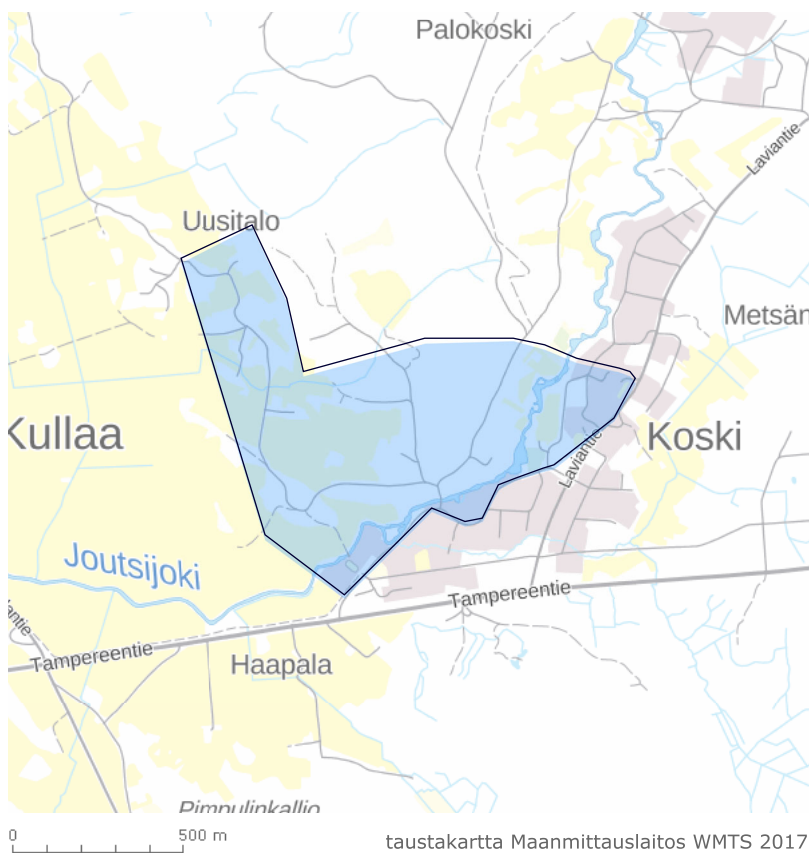 Palokoski
Laviantie
Uusitalo
Metsän
Kullaa
Koski
Laviantie
Joutsijoki
Tampereentie
Tampereentie
Haapala
Pimpulinkallio
0 500 m
taustakartta Maanmittauslaitos WMTS 2017